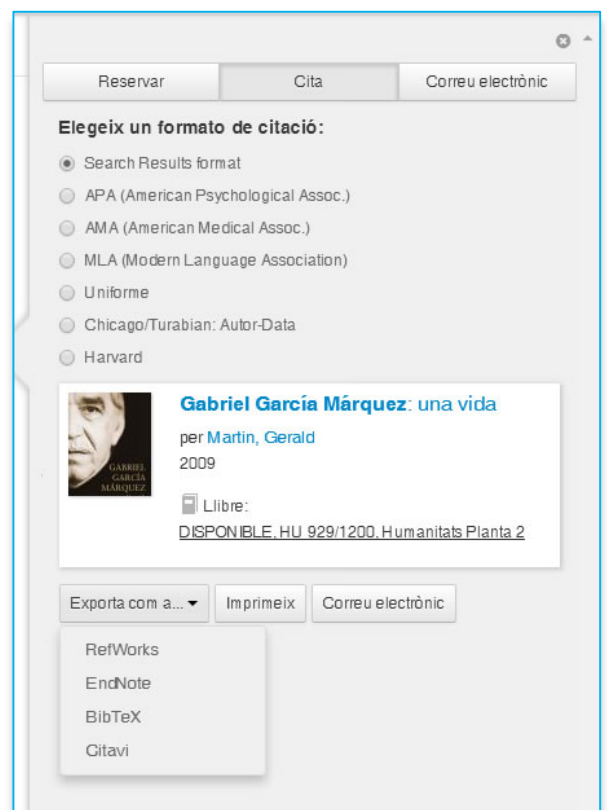 Reservar
Cita
Correu electrònic
Elegeix un formato de citació:
Search Results format
APA (American Psychological Assoc.)
AMA (American Medical Assoc.)
MLA (Modern Language Association)
Uniforme
Chicago/Turabian: Autor-Data
Harvard
GABRIEL
GARCÍA
MÁRQUEZ
Gabriel García Márquez: una vida
per Martin, Gerald
2009
Llibre:
DISPONIBLE, HU 929/1200, Humanitats Planta 2
Exporta com a...
Imprimeix
Correu electrònic
RefWorks
EndNote
BibTeX
Citavi